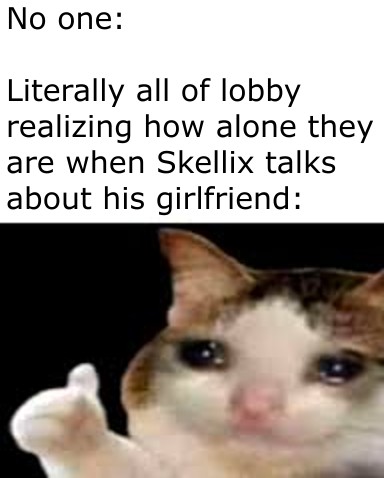 No one:
Literally all of lobby
realizing how alone they
are when Skellix talks
about his girlfriend: